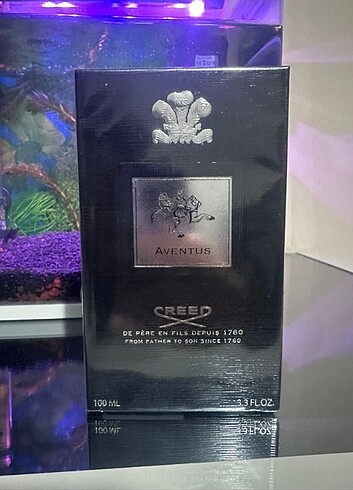 AVENTUS
CREED
DE PÈRE EN FILS DEPUIS 1760
FROM FATHER TO SON SINCE 1760
100 ML 3.3 FL.OZ.